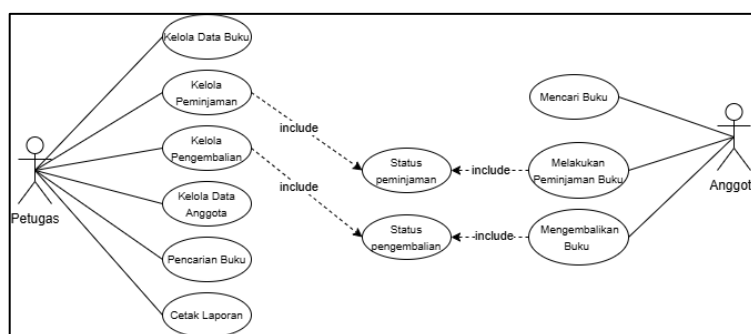 Kelola Data Buku
Kelola
Peminjaman
Kelola
Pengembalian
Kelola Data
Anggota
Pencarian Buku
Cetak Laporan
Petugas
include
include
Status
peminjaman
Status
pengembalian
include
include
Mencari Buku
Melakukan
Peminjaman Buku
Mengembalikan
Buku
Anggot